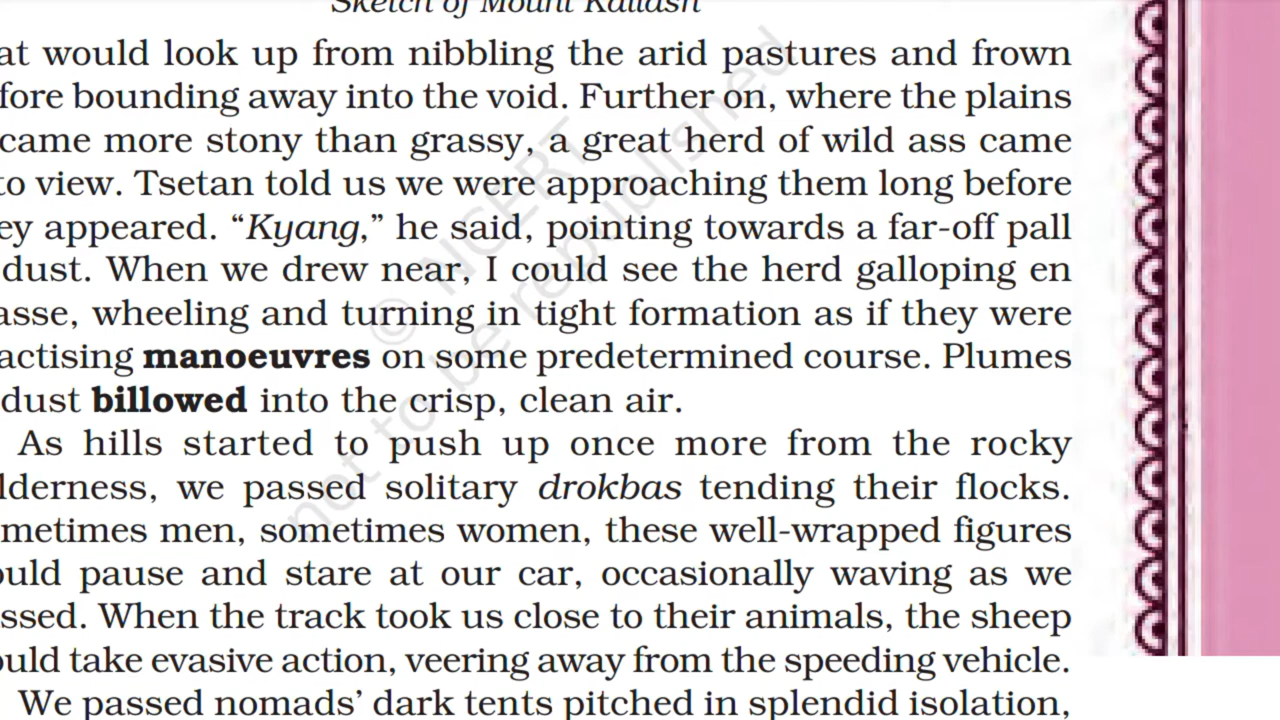 Sketch of Mount Kailash
at would look up from nibbling the arid pastures and frown
fore bounding away into the void. Further on, where the plains
came more stony than grassy, a great herd of wild ass came
to view. Tsetan told us we were approaching them long before
ey appeared. “Kyang,” he said, pointing towards a far-off pall
dust. When we drew near, I could see the herd galloping en
asse, wheeling and turning in tight formation as if they were
actising manoeuvres on some predetermined course. Plumes
dust billowed into the crisp, clean air.
As hills started to push up once more from the rocky
lderness, we passed solitary drokbas tending their flocks.
metimes men, sometimes women, these well-wrapped figures
ould pause and stare at our car, occasionally waving as we
ssed. When the track took us close to their animals, the sheep
ould take evasive action, veering away from the speeding vehicle.
We passed nomads’ dark tents pitched in splendid isolation,
© NCERT
not to be republished